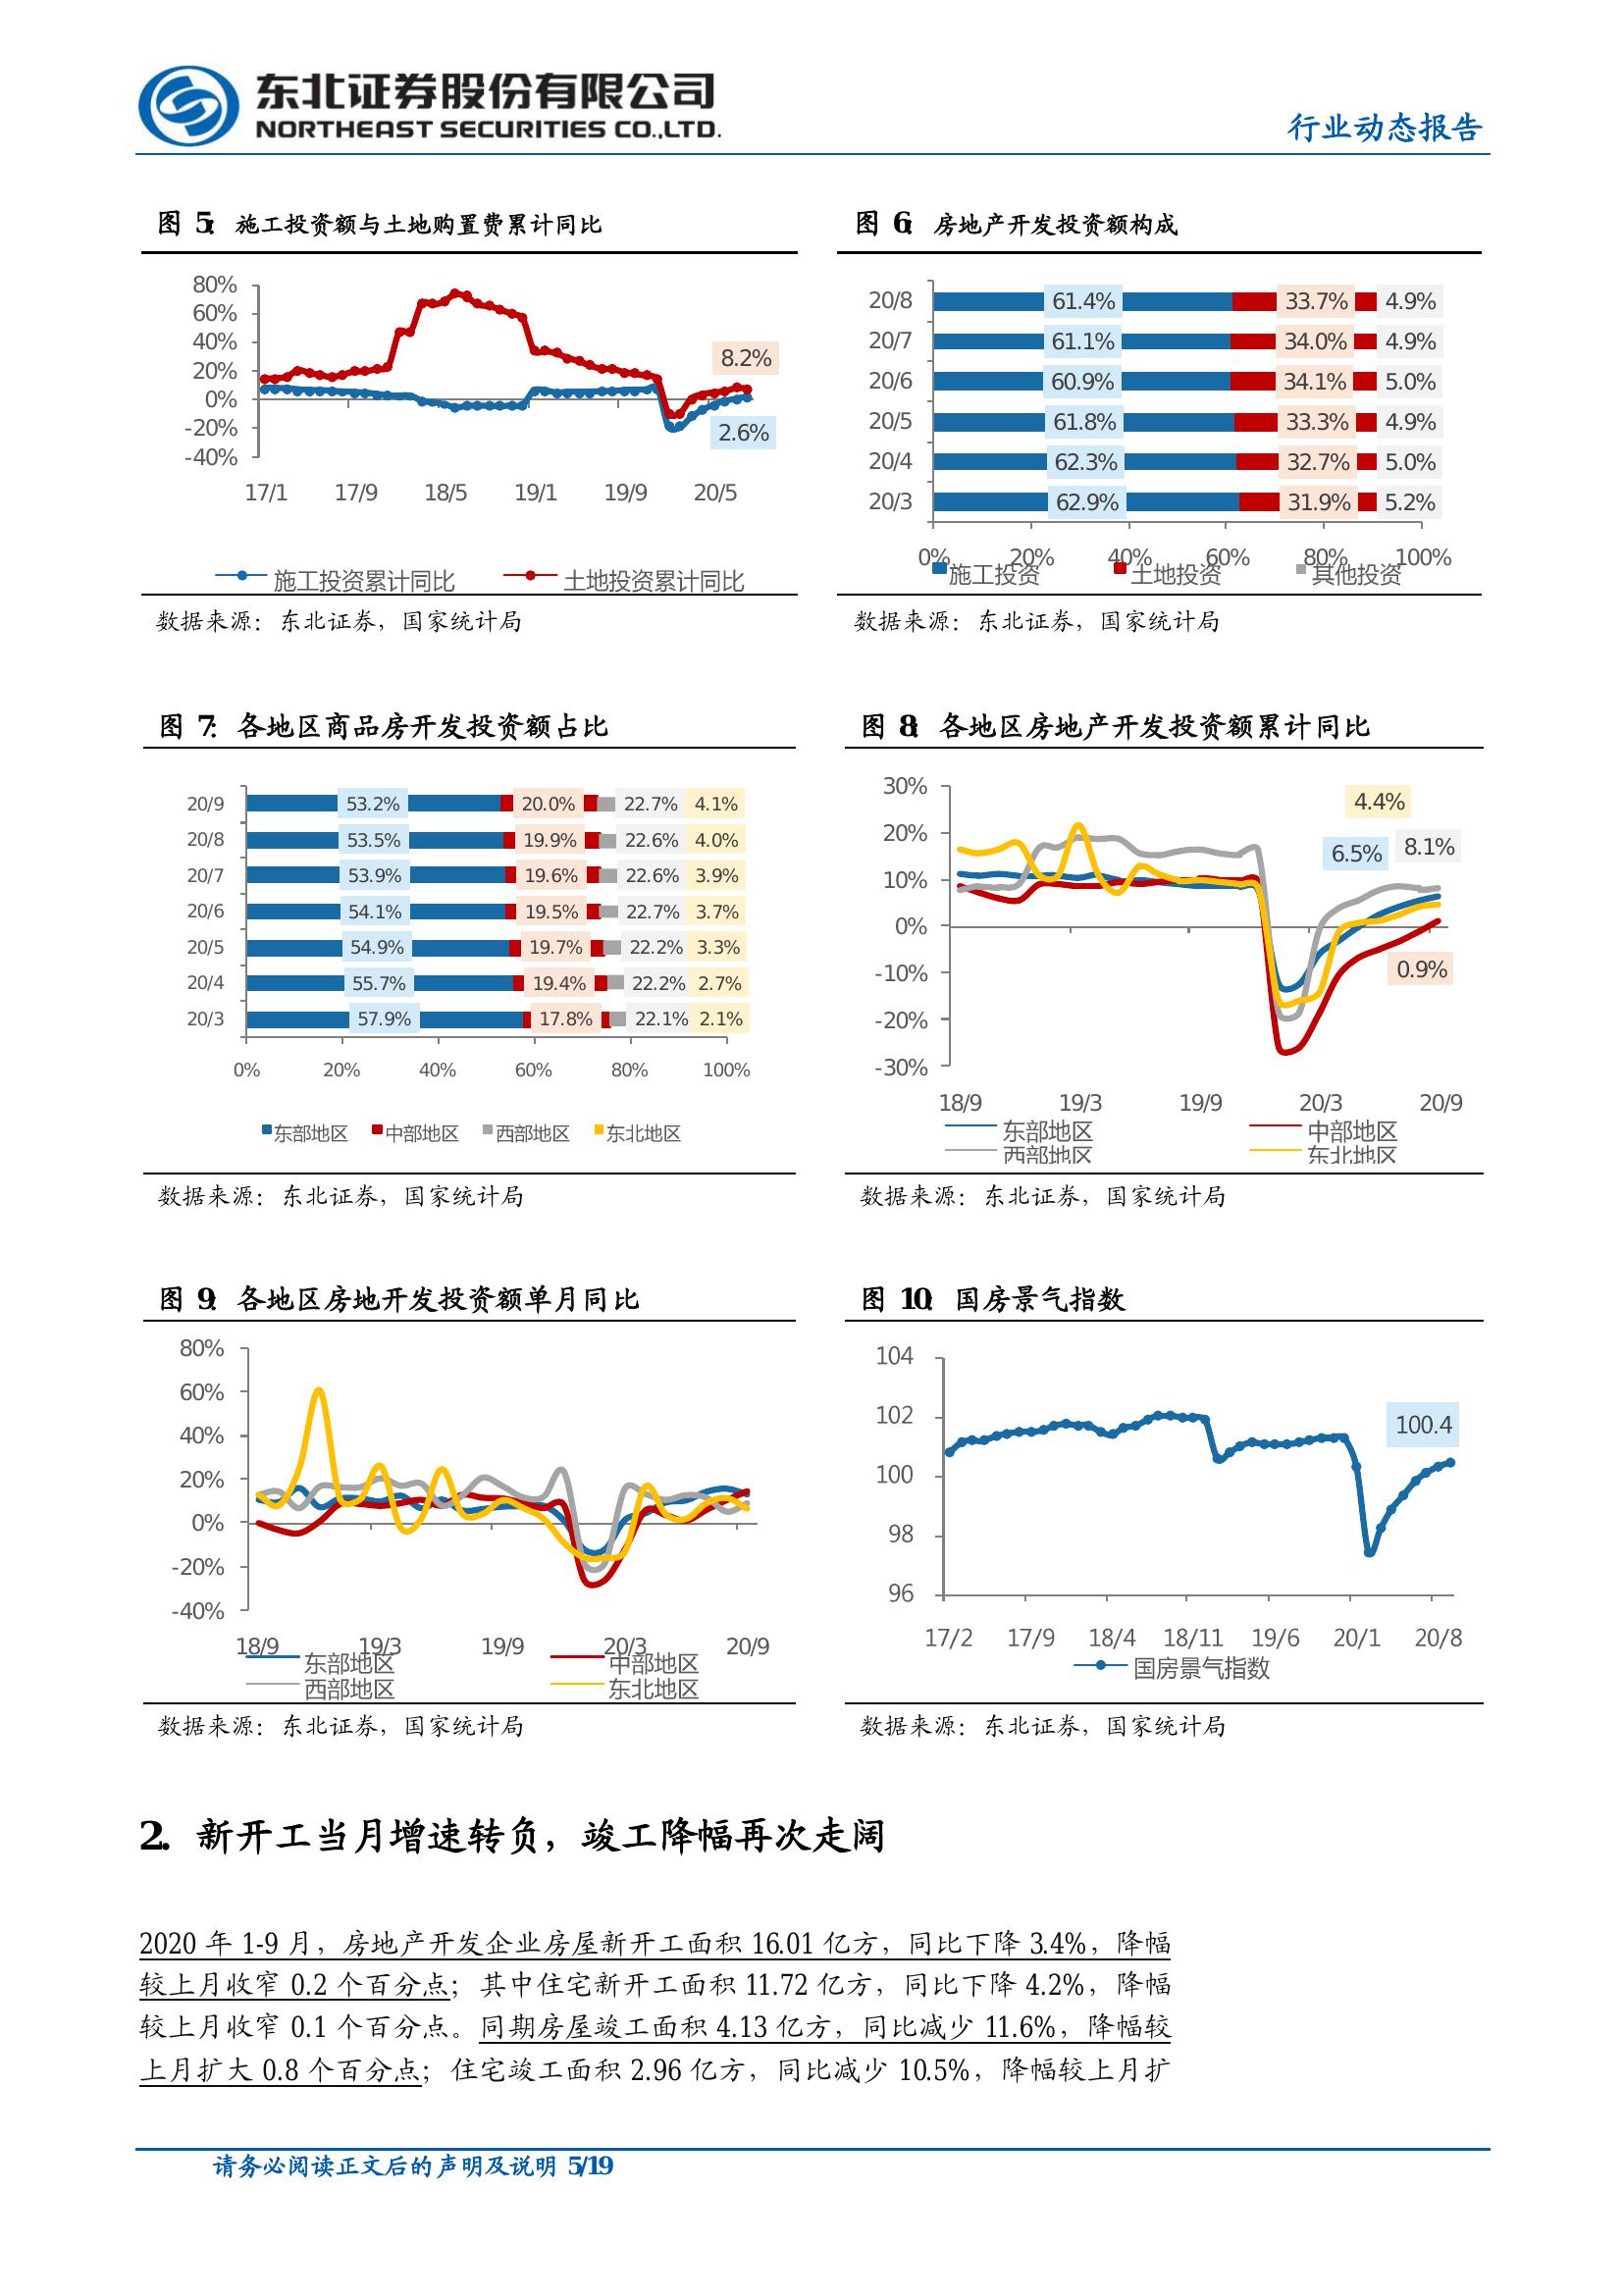 东北证券股份有限公司
NORTHEAST SECURITIES CO.,LTD.
行业动态报告
图 5：施工投资额与土地购置费累计同比
80%
60%
40%
20%
0%
-20%
-40%
8.2%
2.6%
17/1 17/9 18/5 19/1 19/9 20/5
施工投资累计同比 土地投资累计同比
数据来源：东北证券，国家统计局
图 6：房地产开发投资额构成
20/8 61.4% 33.7% 4.9%
20/7 61.1% 34.0% 4.9%
20/6 60.9% 34.1% 5.0%
20/5 61.8% 33.3% 4.9%
20/4 62.3% 32.7% 5.0%
20/3 62.9% 31.9% 5.2%
0% 20% 40% 60% 80% 100%
施工投资 土地投资 其他投资
数据来源：东北证券，国家统计局
图 7：各地区商品房开发投资额占比
20/9 53.2% 20.0% 22.7% 4.1%
20/8 53.5% 19.9% 22.6% 4.0%
20/7 53.9% 19.6% 22.6% 3.9%
20/6 54.1% 19.5% 22.7% 3.7%
20/5 54.9% 19.7% 22.2% 3.3%
20/4 55.7% 19.4% 22.2% 2.7%
20/3 57.9% 17.8% 22.1% 2.1%
0% 20% 40% 60% 80% 100%
东部地区 中部地区 西部地区 东北地区
数据来源：东北证券，国家统计局
图 8：各地区房地产开发投资额累计同比
30%
20%
10%
0%
-10%
-20%
-30%
4.4%
6.5% 8.1%
0.9%
18/9 19/3 19/9 20/3 20/9
东部地区 中部地区
西部地区 东北地区
数据来源：东北证券，国家统计局
图 9：各地区房地开发投资额单月同比
80%
60%
40%
20%
0%
-20%
-40%
18/9 19/3 19/9 20/3 20/9
东部地区 中部地区
西部地区 东北地区
数据来源：东北证券，国家统计局
图 10：国房景气指数
104
102
100
98
96
100.4
17/2 17/9 18/4 18/11 19/6 20/1 20/8
国房景气指数
数据来源：东北证券，国家统计局
2. 新开工当月增速转负，竣工降幅再次走阔
2020 年 1-9 月，房地产开发企业房屋新开工面积 16.01 亿方，同比下降 3.4%，降幅
较上月收窄 0.2 个百分点；其中住宅新开工面积 11.72 亿方，同比下降 4.2%，降幅
较上月收窄 0.1 个百分点。同期房屋竣工面积 4.13 亿方，同比减少 11.6%，降幅较
上月扩大 0.8 个百分点；住宅竣工面积 2.96 亿方，同比减少 10.5%，降幅较上月扩
请务必阅读正文后的声明及说明 5/19